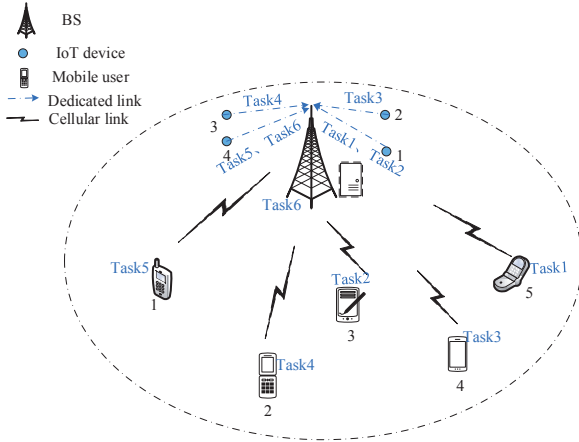 BS
IoT device
Mobile user
Dedicated link
Cellular link
Task4
Task3
3
2
4
Task5、Task6
Task1、Task2
1
Task6
Task5
1
Task2
3
Task1
5
Task4
2
Task3
4